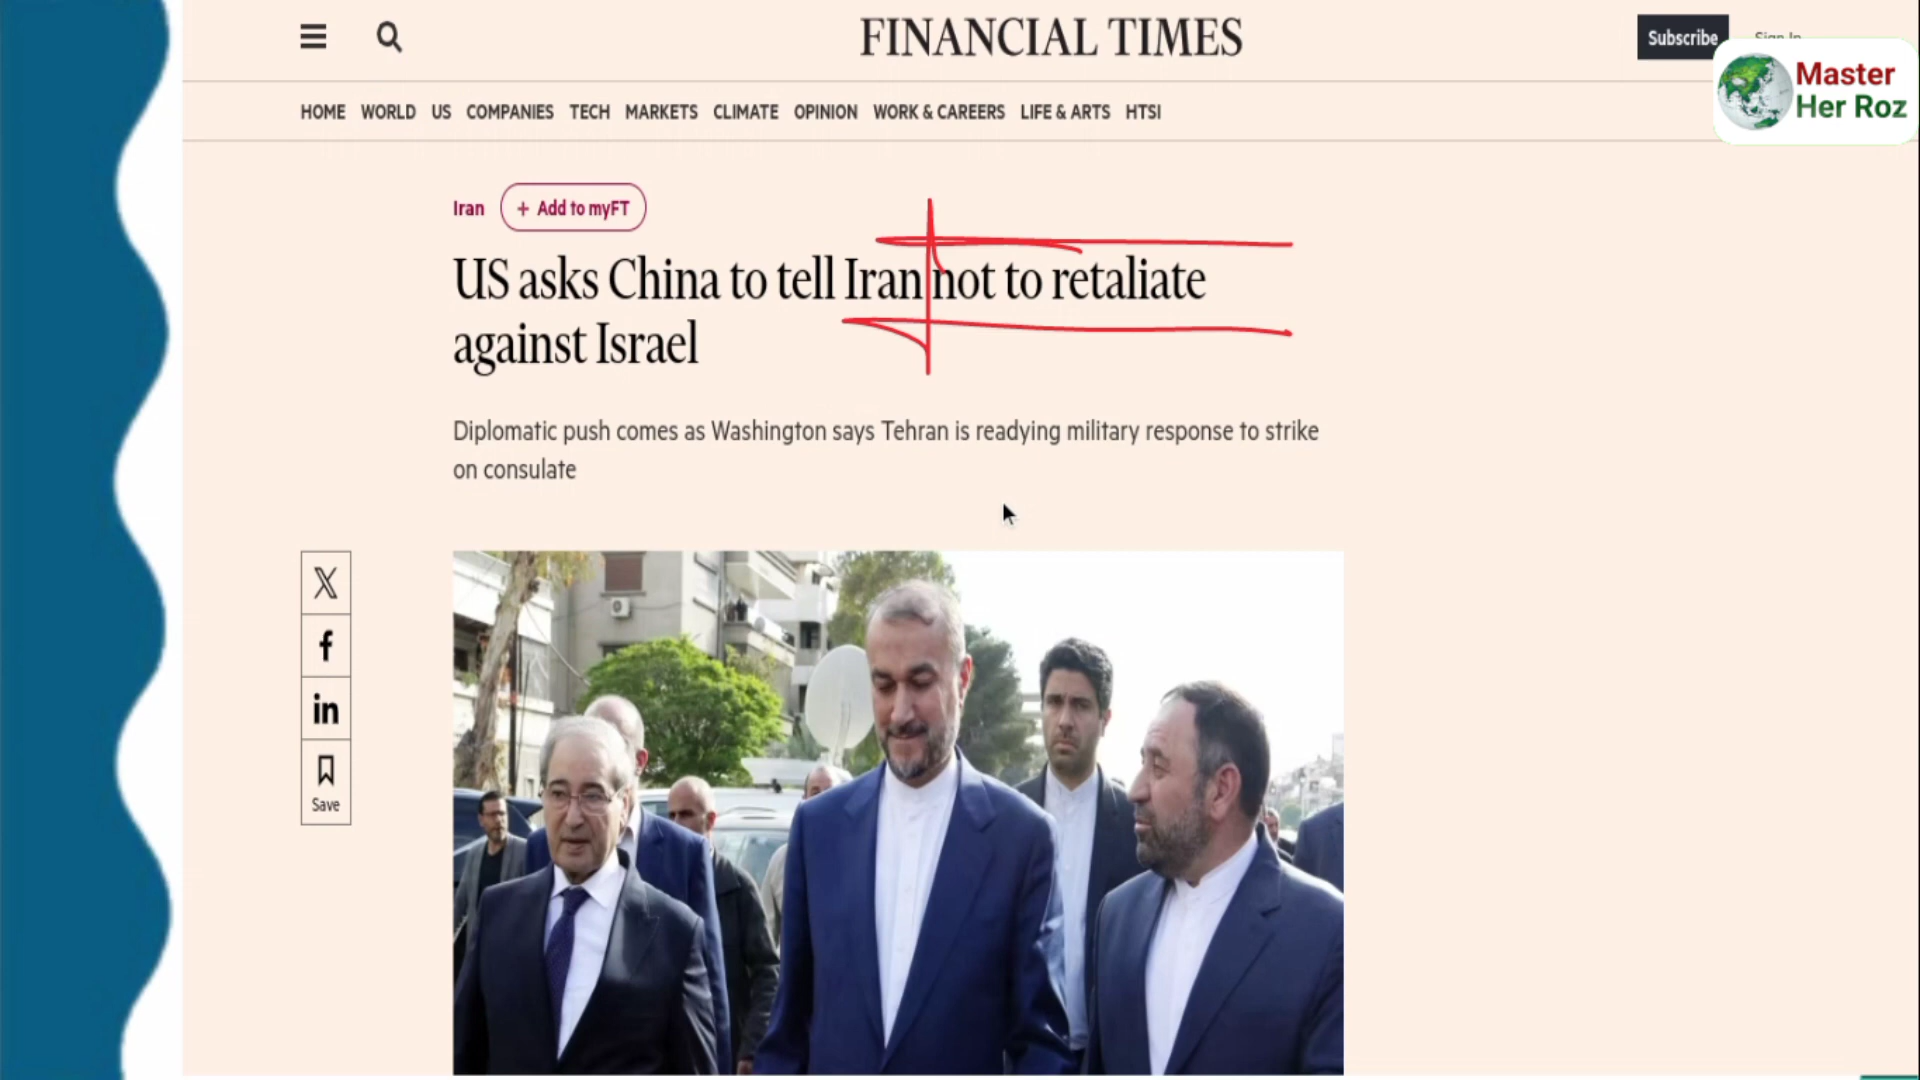 FINANCIAL TIMES
Subscribe
Sign In
Master
Her Roz
HOME WORLD US COMPANIES TECH MARKETS CLIMATE OPINION WORK & CAREERS LIFE & ARTS HTSI
Iran
+ Add to myFT
US asks China to tell Iran not to retaliate
against Israel
Diplomatic push comes as Washington says Tehran is readying military response to strike
on consulate
Save